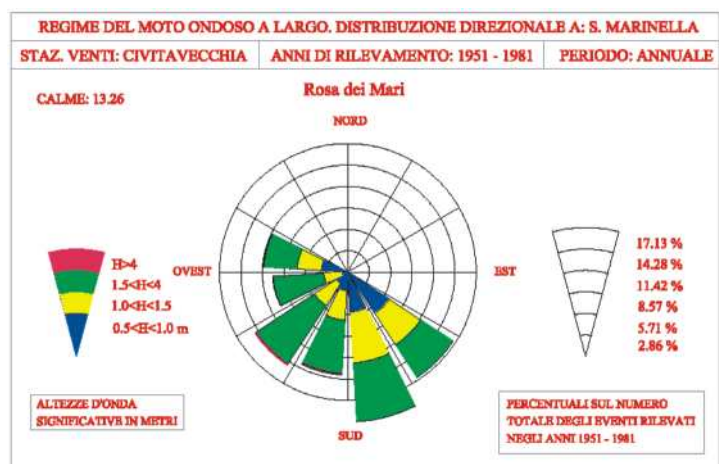 REGIME DEL MOTO ONDOSO A LARGO. DISTRIBUZIONE DIREZIONALE A: S. MARINELLA
STAZ. VENTI: CIVITAVECCHIA ANNI DI RILEVAMENTO: 1951 - 1981 PERIODO: ANNUALE
CALME: 13.26
Rosa dei Mari
NORD
OVEST
EST
SUD
H>4
1.5<H<4
1.0<H<1.5
0.5<H<1.0 m
17.13 %
14.28 %
11.42 %
8.57 %
5.71 %
2.86 %
ALTEZZE D'ONDA
SIGNIFICATIVE IN METRI
PERCENTUALI SUL NUMERO
TOTALE DEGLI EVENTI RILEVATI
NEGLI ANNI 1951 - 1981